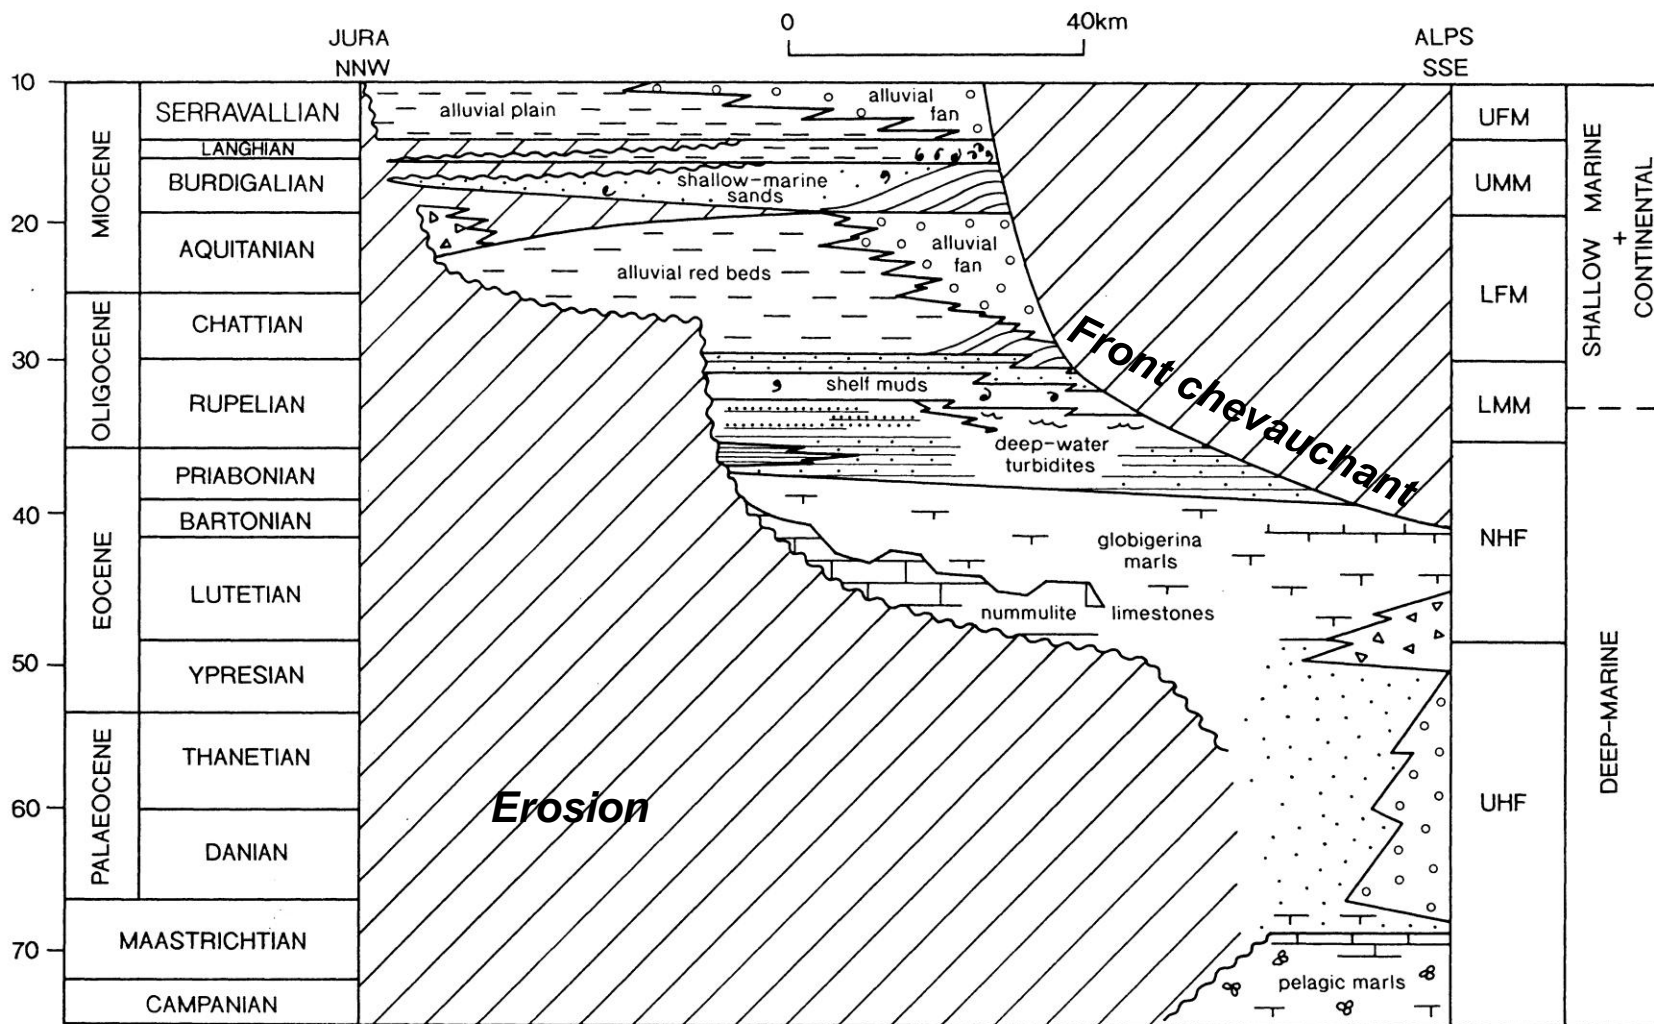 0
40km
JURA
NNW
ALPS
SSE
10
20
30
40
50
60
70
MIOCENE
OLIGOCENE
EOCENE
PALAEOCENE
SERRAVALLIAN
LANGHIAN
BURDIGALIAN
AQUITANIAN
CHATTIAN
RUPELIAN
PRIABONIAN
BARTONIAN
LUTETIAN
YPRESIAN
THANETIAN
DANIAN
MAASTRICHTIAN
CAMPANIAN
alluvial plain
alluvial
fan
shallow-marine
sands
alluvial
fan
alluvial red beds
shelf muds
deep-water
turbidites
Front chevauchant
globigerina
marls
nummulite limestones
Erosion
pelagic marls
UFM
UMM
LFM
LMM
NHF
UHF
SHALLOW MARINE
+
CONTINENTAL
DEEP-MARINE